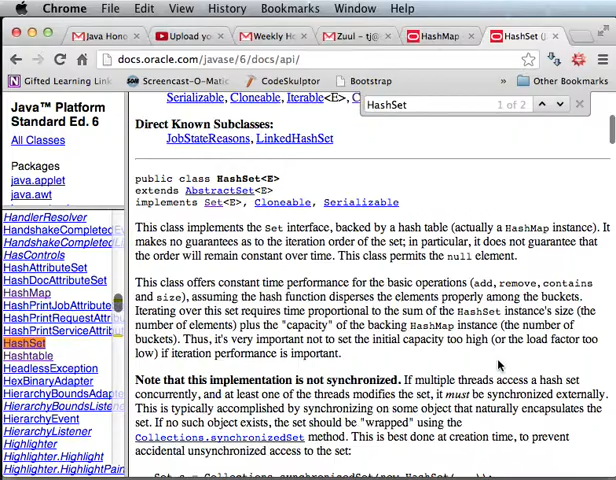 Chrome File Edit View History Bookmarks Window Help
Java Hono
Upload you
Weekly Ho
Zuul - tj@
HashMap
HashSet (J
docs.oracle.com/javase/6/docs/api/
Gifted Learning Link Screencast-O-Matic CodeSkulptor Bootstrap » Other Bookmarks
HashSet 1 of 2
Java™ Platform
Standard Ed. 6
All Classes
Packages
java.applet
java.awt
HandlerResolver
HandshakeCompletedEv
HandshakeCompletedL
HasControls
HashAttributeSet
HashDocAttributeSet
HashMap
HashPrintJobAttribute
HashPrintRequestAttrib
HashPrintServiceAttribu
HashSet
Hashtable
HeadlessException
HexBinaryAdapter
HierarchyBoundsAdap
HierarchyBoundsListene
HierarchyEvent
HierarchyListener
Highlighter
Highlighter.Highlight
Highlighter.HighlightPain
Serializable, Cloneable, Iterable<E>, C
Direct Known Subclasses:
JobStateReasons, LinkedHashSet
public class HashSet<E>
extends AbstractSet<E>
implements Set<E>, Cloneable, Serializable
This class implements the Set interface, backed by a hash table (actually a HashMap instance). It
makes no guarantees as to the iteration order of the set; in particular, it does not guarantee that
the order will remain constant over time. This class permits the null element.
This class offers constant time performance for the basic operations (add, remove, contains
and size), assuming the hash function disperses the elements properly among the buckets.
Iterating over this set requires time proportional to the sum of the HashSet instance's size (the
number of elements) plus the "capacity" of the backing HashMap instance (the number of
buckets). Thus, it's very important not to set the initial capacity too high (or the load factor too
low) if iteration performance is important.
Note that this implementation is not synchronized. If multiple threads access a hash set
concurrently, and at least one of the threads modifies the set, it must be synchronized externally.
This is typically accomplished by synchronizing on some object that naturally encapsulates the
set. If no such object exists, the set should be "wrapped" using the
Collections.synchronizedSet method. This is best done at creation time, to prevent
accidental unsynchronized access to the set:
Set s = Collections.synchronizedSet(new HashSet(...));